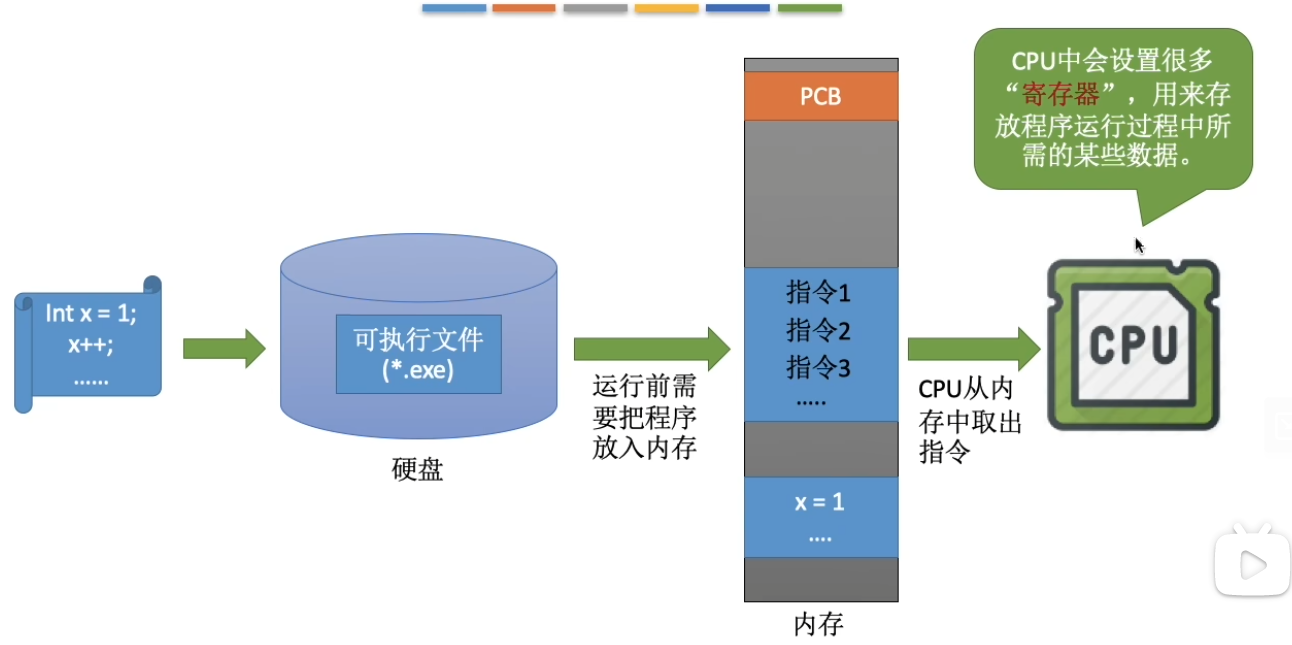 CPU中会设置很多
“寄存器”，用来存
放程序运行过程中所
需的某些数据。
PCB
Int x = 1;
x++;
......
可执行文件
(*.exe)
硬盘
运行前需
要把程序
放入内存
指令1
指令2
指令3
.....
x = 1
....
内存
CPU从内
存中取出
指令
CPU